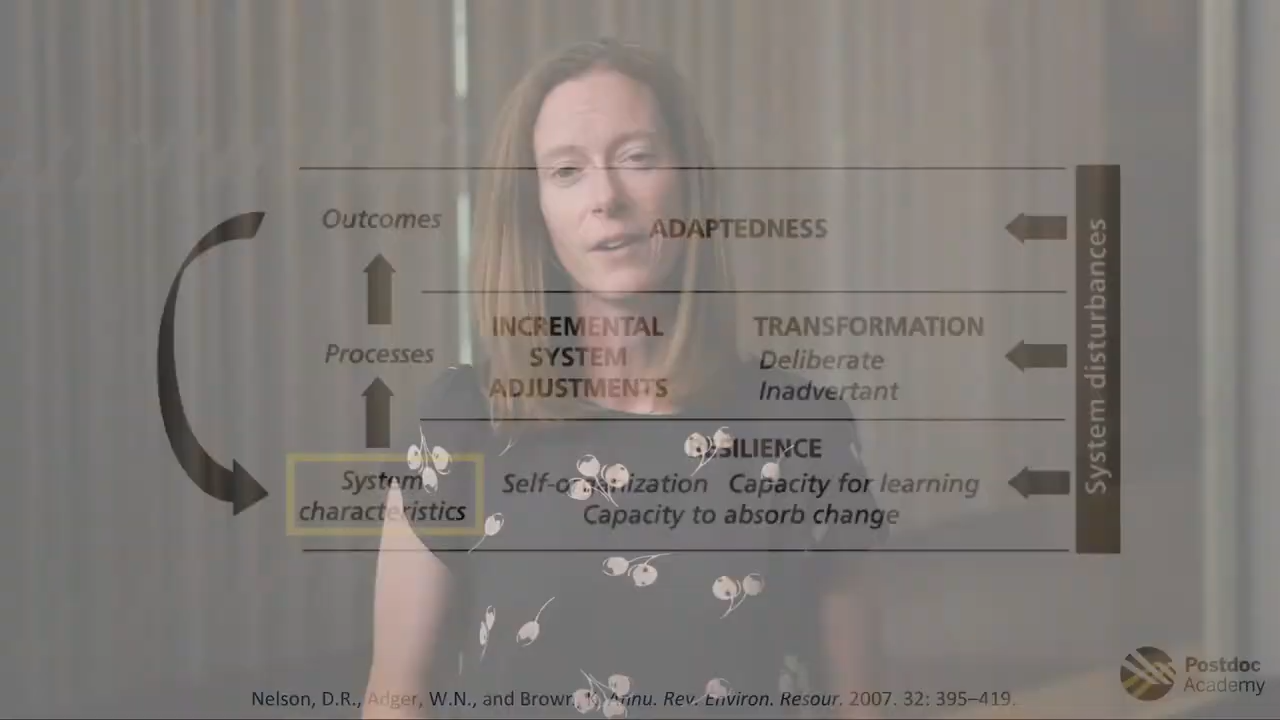 Outcomes
ADAPTEDNESS
INCREMENTAL
SYSTEM
ADJUSTMENTS
TRANSFORMATION
Deliberate
Inadvertent
Processes
RESILIENCE
System
characteristics
Self-organization Capacity for learning
Capacity to absorb change
System disturbances
Nelson, D.R., Adger, W.N., and Brown, K. Annu. Rev. Environ. Resour. 2007. 32: 395–419.
Postdoc
Academy